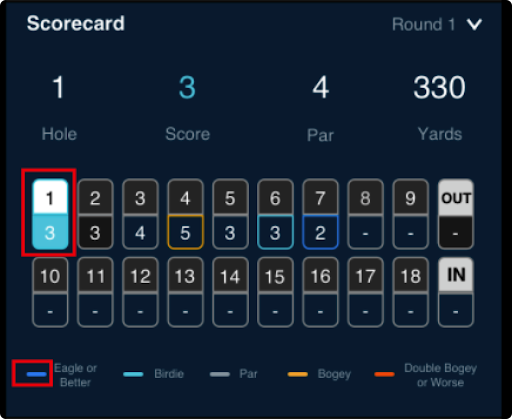 Scorecard Round 1
1 3 4 330
Hole Score Par Yards
1 2 3 4 5 6 7 8 9 OUT
3 3 4 5 3 3 2 - - -
10 11 12 13 14 15 16 17 18 IN
- - - - - - - - - -
Eagle or Better Birdie Par Bogey Double Bogey or Worse